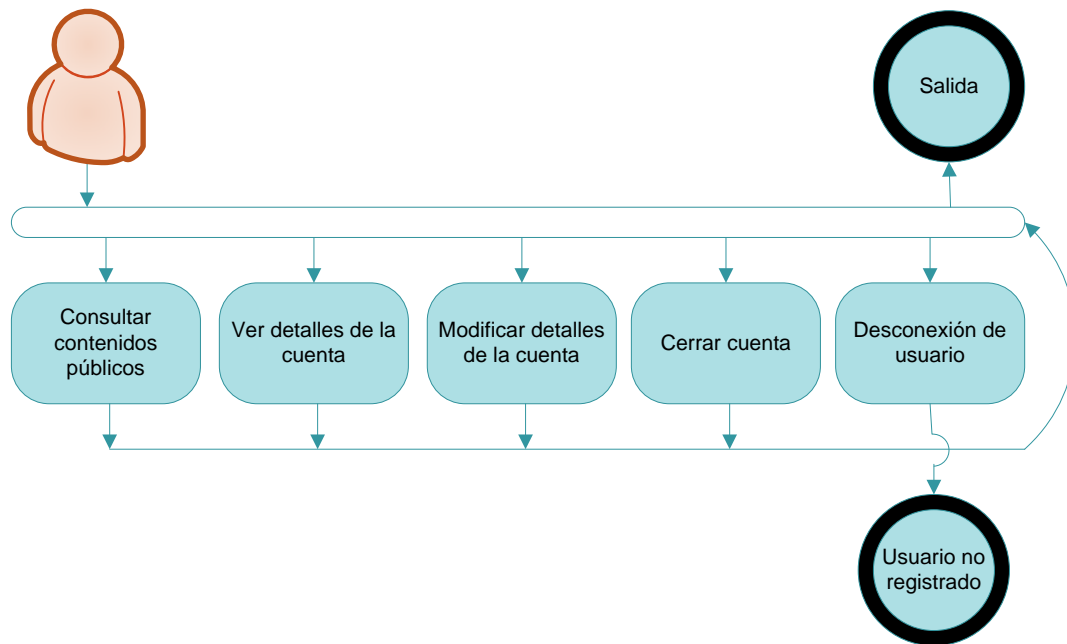 Salida
Consultar
contenidos
públicos
Ver detalles de la
cuenta
Modificar detalles
de la cuenta
Cerrar cuenta
Desconexión de
usuario
Usuario no
registrado